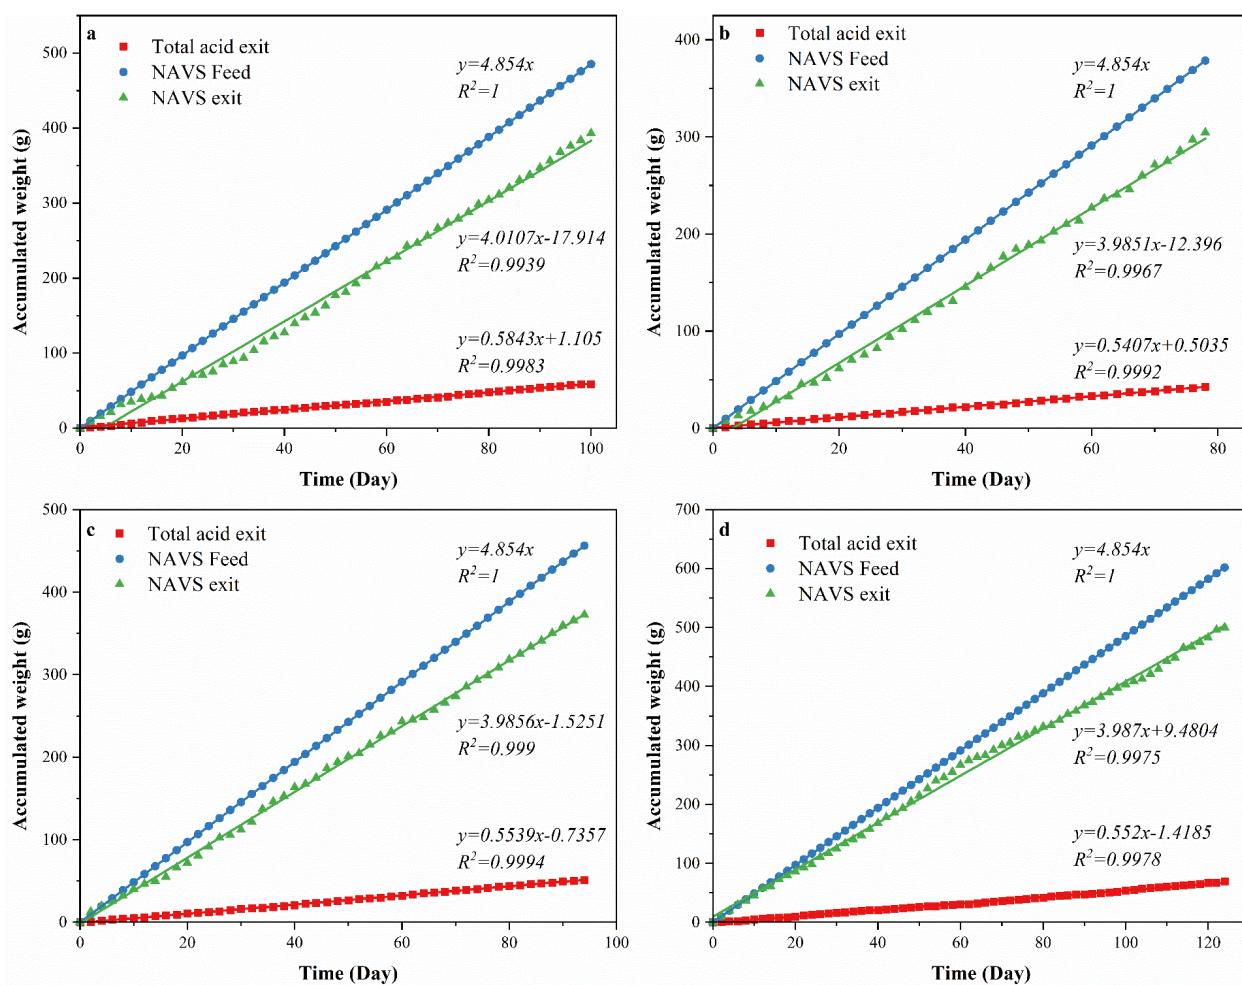 a
Total acid exit
NAVS Feed
NAVS exit
y=4.854x
R²=1
y=4.0107x-17.914
R²=0.9939
y=0.5843x+1.105
R²=0.9983
500
400
300
200
100
0
0 20 40 60 80 100
Accumulated weight (g)
Time (Day)
b
Total acid exit
NAVS Feed
NAVS exit
y=4.854x
R²=1
y=3.9851x-12.396
R²=0.9967
y=0.5407x+0.5035
R²=0.9992
400
300
200
100
0
0 20 40 60 80
Accumulated weight (g)
Time (Day)
c
Total acid exit
NAVS Feed
NAVS exit
y=4.854x
R²=1
y=3.9856x-1.5251
R²=0.999
y=0.5539x-0.7357
R²=0.9994
500
400
300
200
100
0
0 20 40 60 80 100
Accumulated weight (g)
Time (Day)
d
Total acid exit
NAVS Feed
NAVS exit
y=4.854x
R²=1
y=3.987x+9.4804
R²=0.9975
y=0.552x-1.4185
R²=0.9978
700
600
500
400
300
200
100
0
0 20 40 60 80 100 120
Accumulated weight (g)
Time (Day)